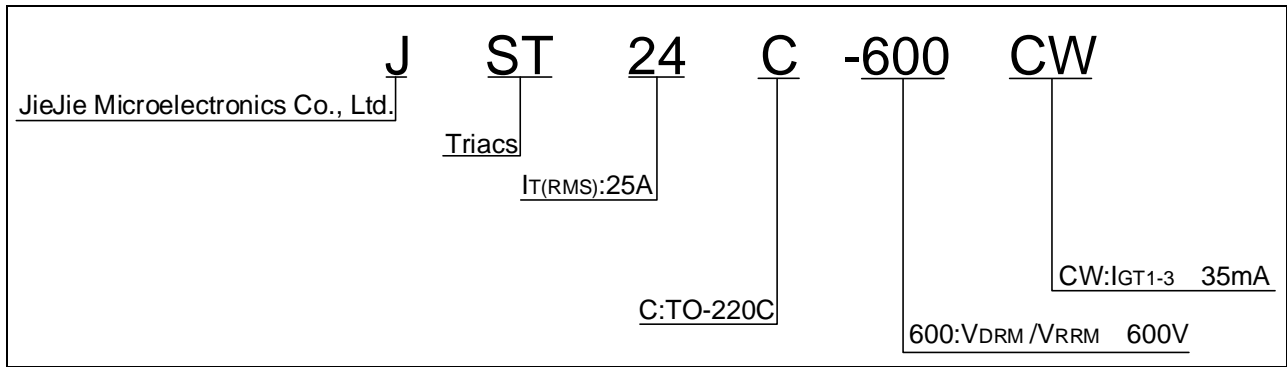 J ST 24 C -600 CW
JieJie Microelectronics Co., Ltd.
Triacs
IT(RMS):25A
CW:IGT1-3 35mA
C:TO-220C
600:VDRM /VRRM 600V